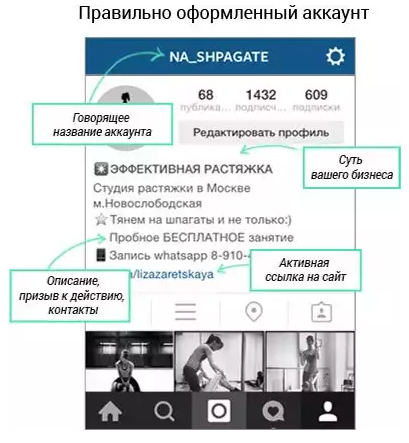 Правильно оформленный аккаунт
NA_SHPAGATE
68 1432 609
публика... подписч... подписки
Говорящее
название аккаунта
Редактировать профиль
Суть
вашего бизнеса
ЭФФЕКТИВНАЯ РАСТЯЖКА
Студия растяжки в Москве
м.Новослободская
Тянем на шпагаты и не только:)
Пробное БЕСПЛАТНОЕ занятие
Запись whatsapp 8-910-4
/lizazaretskaya
Описание,
призыв к действию,
контакты
Активная
ссылка на сайт